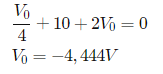 V₀/4 + 10 + 2V₀ = 0
V₀ = −4,444V